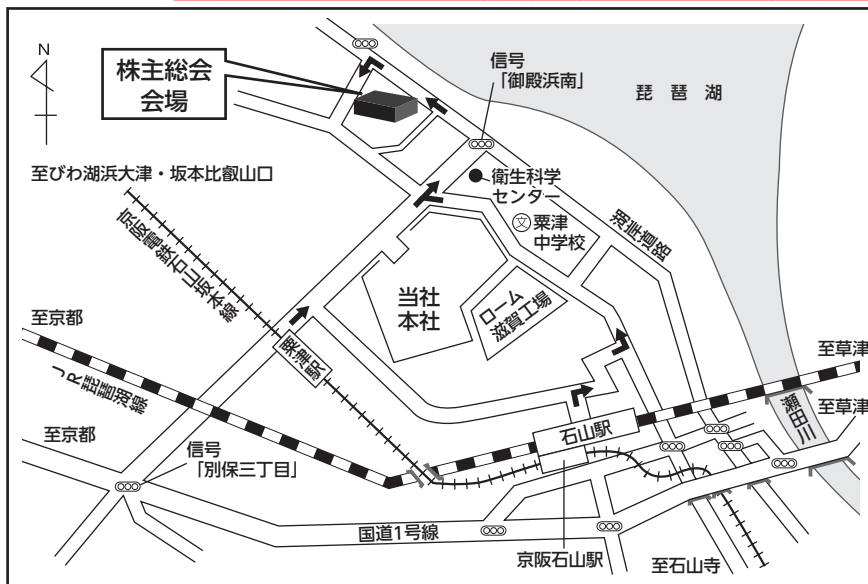 N
株主総会
会場
信号
「御殿浜南」
琵琶湖
至びわ湖浜大津・坂本比叡山口
衛生科学
センター
文
粟津
中学校
湖岸道路
京阪電鉄石山坂本線
当社
本社
ローム
滋賀工場
至京都
粟津駅
JR琵琶湖線
至草津
至草津
瀬田川
石山駅
至京都
信号
「別保三丁目」
国道1号線
京阪石山駅
至石山寺